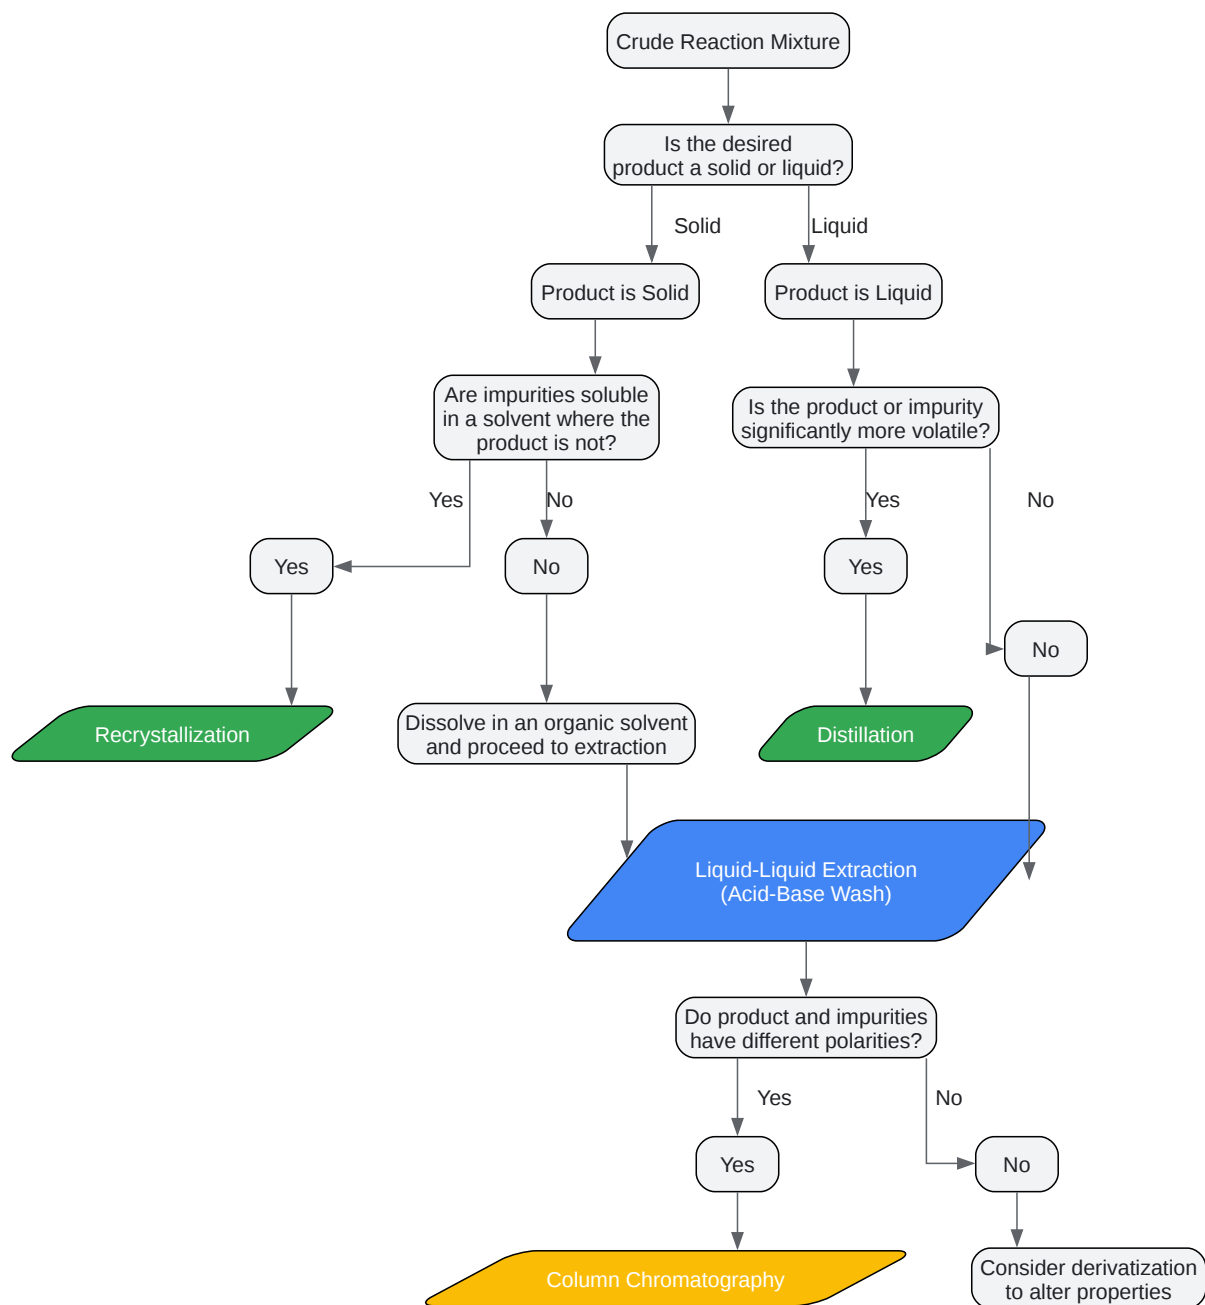 Crude Reaction Mixture
Is the desired
product a solid or liquid?
Solid
Liquid
Product is Solid
Product is Liquid
Are impurities soluble
in a solvent where the
product is not?
Is the product or impurity
significantly more volatile?
Yes
No
Yes
No
Yes
No
Yes
No
Recrystallization
Dissolve in an organic solvent
and proceed to extraction
Distillation
Liquid-Liquid Extraction
(Acid-Base Wash)
Do product and impurities
have different polarities?
Yes
No
Yes
No
Column Chromatography
Consider derivatization
to alter properties